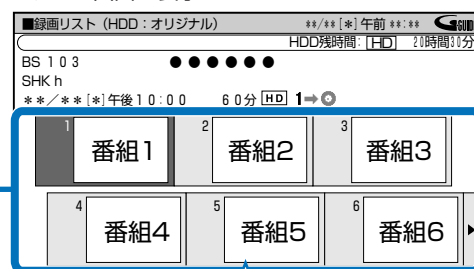 ■録画リスト (HDD：オリジナル) **/**[*]午前**:** GGUIDE
HDD残時間: HD 20時間30分
BS 103 ●●●●●●
SHK h
**/**[*]午後10:00 60分 HD 1➡
1 番組1 2 番組2 3 番組3
4 番組4 5 番組5 6 番組6